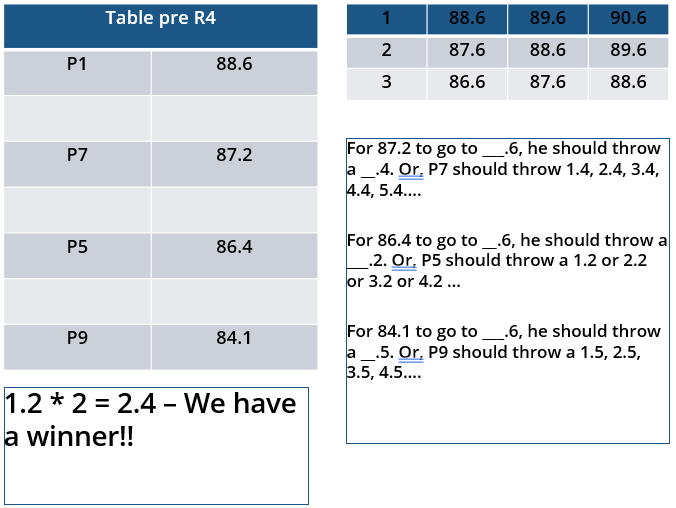 Table pre R4
P1 88.6
P7 87.2
P5 86.4
P9 84.1
1.2 * 2 = 2.4 – We have
a winner!!
1 88.6 89.6 90.6
2 87.6 88.6 89.6
3 86.6 87.6 88.6
For 87.2 to go to ___.6, he should throw
a __.4. Or, P7 should throw 1.4, 2.4, 3.4,
4.4, 5.4....
For 86.4 to go to __.6, he should throw a
___.2. Or, P5 should throw a 1.2 or 2.2
or 3.2 or 4.2 ...
For 84.1 to go to ___.6, he should throw
a __.5. Or, P9 should throw a 1.5, 2.5,
3.5, 4.5....